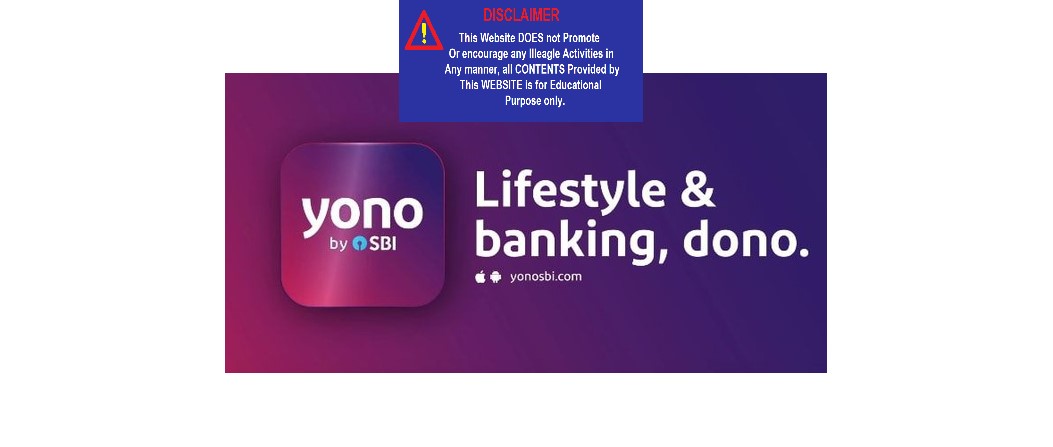 DISCLAIMER
This Website DOES not Promote
Or encourage any Illeagle Activities in
Any manner, all CONTENTS Provided by
This WEBSITE is for Educational
Purpose only.
yono
by SBI
Lifestyle &
banking, dono.
yonosbi.com